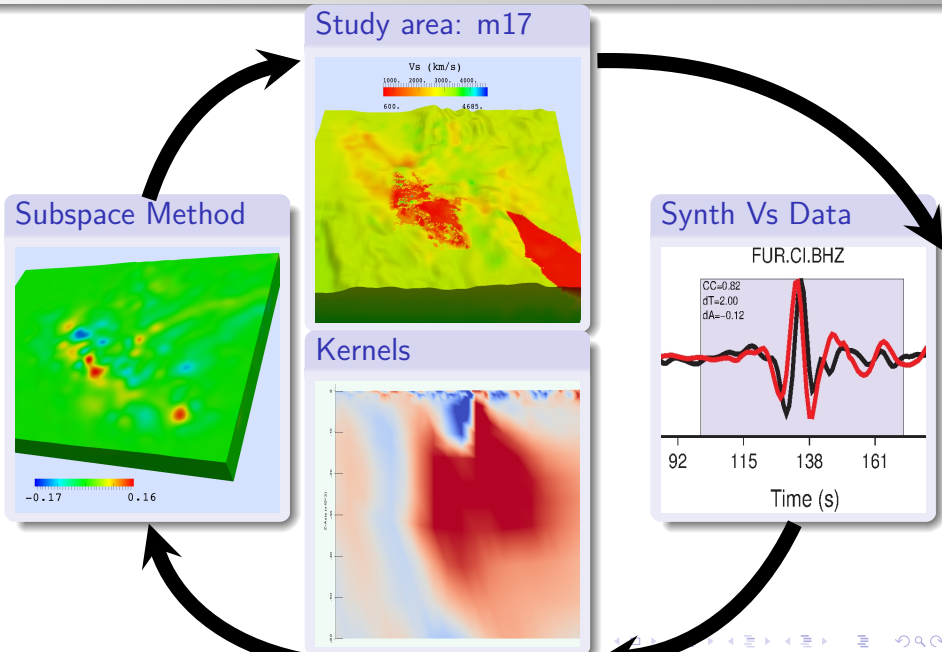 Study area: m17
Vs (km/s)
1000. 2000. 3000. 4000.
600. 4685.
Subspace Method
-0.17 0.16
Synth Vs Data
FUR.CI.BHZ
CC=0.82
dT=2.00
dA=-0.12
92 115 138 161
Time (s)
Kernels